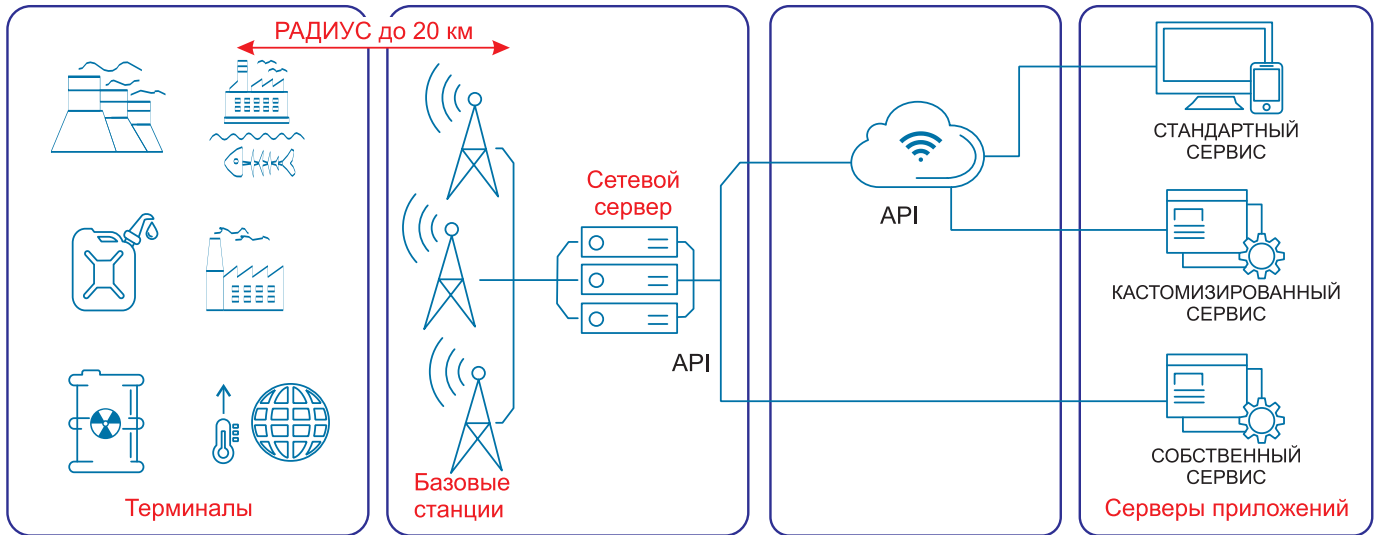 РАДИУС до 20 км
Терминалы
Сетевой
сервер
API
Базовые
станции
API
СТАНДАРТНЫЙ
СЕРВИС
КАСТОМИЗИРОВАННЫЙ
СЕРВИС
СОБСТВЕННЫЙ
СЕРВИС
Серверы приложений